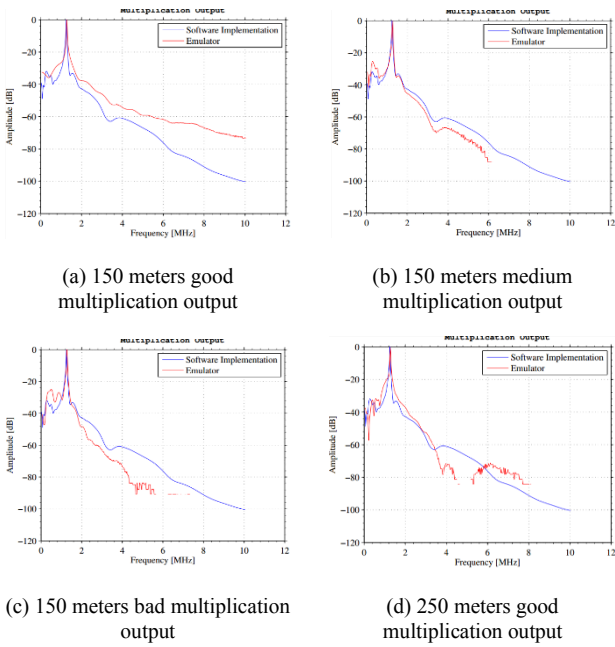 Multiplication Output
Software Implementation
Emulator
0
-20
-40
-60
-80
-100
-120
Amplitude [dB]
0 2 4 6 8 10 12
Frequency [MHz]
(a) 150 meters good
multiplication output
Multiplication Output
Software Implementation
Emulator
0
-20
-40
-60
-80
-100
-120
Amplitude [dB]
0 2 4 6 8 10 12
Frequency [MHz]
(b) 150 meters medium
multiplication output
Multiplication Output
Software Implementation
Emulator
0
-20
-40
-60
-80
-100
-120
Amplitude [dB]
0 2 4 6 8 10 12
Frequency [MHz]
(c) 150 meters bad multiplication
output
Multiplication Output
Software Implementation
Emulator
0
-20
-40
-60
-80
-100
-120
Amplitude [dB]
0 2 4 6 8 10 12
Frequency [MHz]
(d) 250 meters good
multiplication output